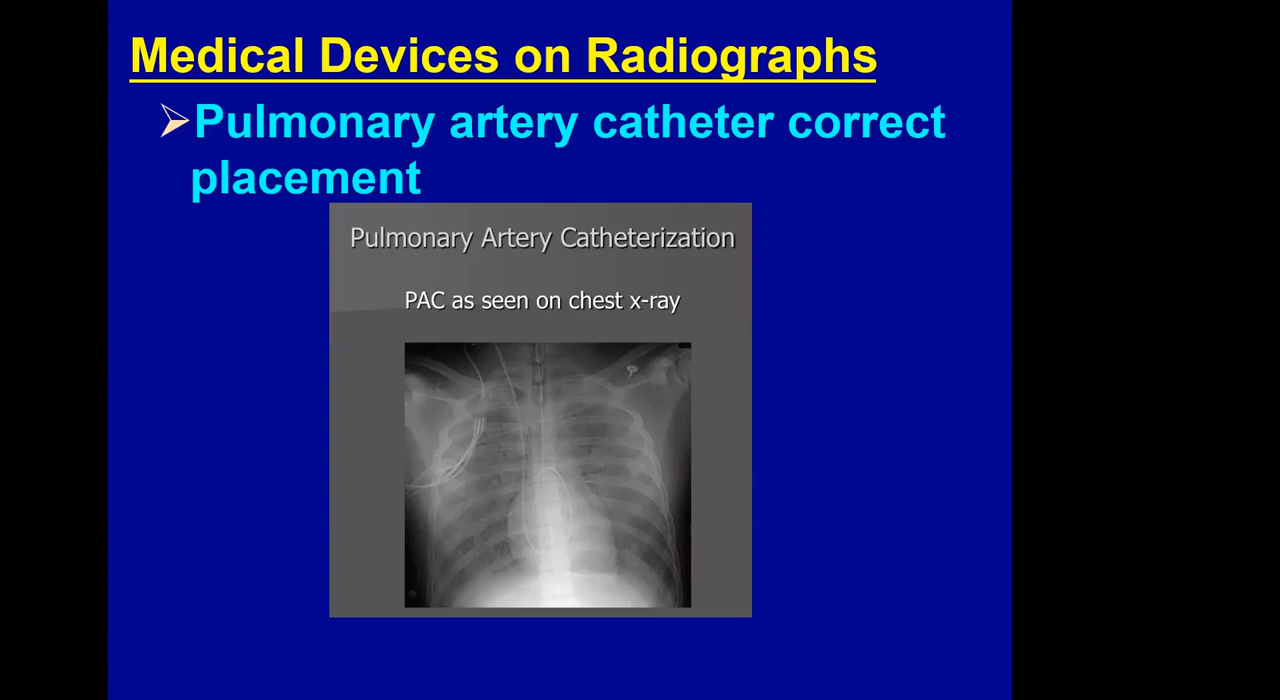 Medical Devices on Radiographs
Pulmonary artery catheter correct
placement
Pulmonary Artery Catheterization
PAC as seen on chest x-ray